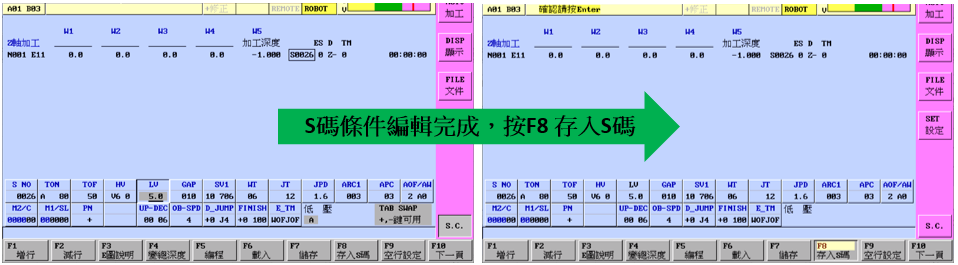 A01 B03 +修正 REMOTE ROBOT V 加工
W1 W2 W3 W4 W5
Z軸加工 加工深度 ES D TM
N001 E11 0.0 0.0 0.0 0.0 -1.000 S0026 0 Z- 0 00:00:00
DISP
顯示
FILE
文件
S NO TON TOF HV LV GAP SV1 WT JT JPD ARC1 APC AOF/AW
0026 A 80 50 V6 0 5.0 010 10 706 06 12 1.6 003 03 2 A0
MZ/C M1/SL PN UP-DEC OB-SPD D_JUMP FINISH E_TM 低 壓 TAB SWAP
000000 000000 + 00 06 4 +0 J4 +0 100 WOFJOF A +,-鍵可用
S.C.
F1 F2 F3 F4 F5 F6 F7 F8 F9 F10
增行 減行 E圖說明 變總深度 編程 載入 儲存 存入S碼 空行設定 下一頁
S碼條件編輯完成，按F8 存入S碼
A01 B03 確認請按Enter +修正 REMOTE ROBOT V 加工
W1 W2 W3 W4 W5
Z軸加工 加工深度 ES D TM
N001 E11 0.0 0.0 0.0 0.0 -1.000 S0026 0 Z- 0 00:00:00
DISP
顯示
FILE
文件
SET
設定
S NO TON TOF HV LV GAP SV1 WT JT JPD ARC1 APC AOF/AW
0026 A 80 50 V6 0 5.0 010 10 706 06 12 1.6 003 03 2 A0
MZ/C M1/SL PN UP-DEC OB-SPD D_JUMP FINISH E_TM 低 壓
000000 000000 + 00 06 4 +0 J4 +0 100 WOFJOF
S.C.
F1 F2 F3 F4 F5 F6 F7 F8 F9 F10
增行 減行 E圖說明 變總深度 編程 載入 儲存 存入S碼 空行設定 下一頁